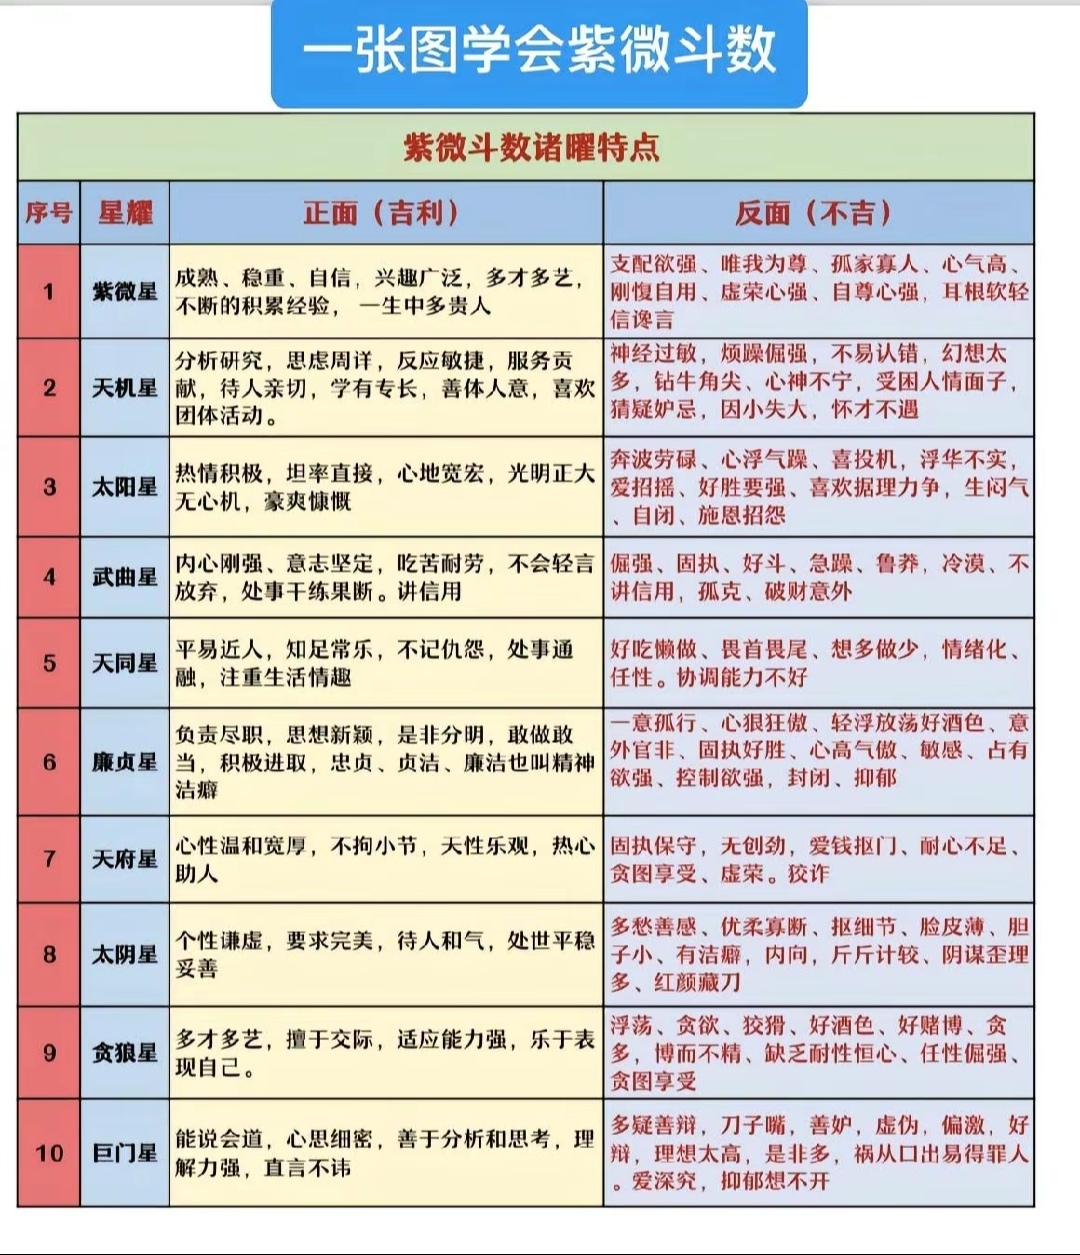 一张图学会紫微斗数
紫微斗数诸曜特点
序号 星耀 正面（吉利） 反面（不吉）
1
紫微星
成熟、稳重、自信，兴趣广泛，多才多艺，
不断的积累经验，一生中多贵人
支配欲强、唯我为尊、孤家寡人、心气高、
刚愎自用、虚荣心强、自尊心强，耳根软轻
信谗言
2
天机星
分析研究，思虑周详，反应敏捷，服务贡
献，待人亲切，学有专长，善体人意，喜欢
团体活动。
神经过敏，烦躁倔强，不易认错，幻想太
多，钻牛角尖、心神不宁，受困人情面子，
猜疑妒忌，因小失大，怀才不遇
3
太阳星
热情积极，坦率直接，心地宽宏，光明正大
无心机，豪爽慷慨
奔波劳碌、心浮气躁、喜投机，浮华不实，
爱招摇、好胜要强、喜欢据理力争，生闷气
、自闭、施恩招怨
4
武曲星
内心刚强、意志坚定，吃苦耐劳，不会轻言
放弃，处事干练果断。讲信用
倔强、固执、好斗、急躁、鲁莽，冷漠、不
讲信用，孤克、破财意外
5
天同星
平易近人，知足常乐，不记仇怨，处事通
融，注重生活情趣
好吃懒做、畏首畏尾、想多做少，情绪化、
任性。协调能力不好
6
廉贞星
负责尽职，思想新颖，是非分明，敢做敢
当，积极进取，忠贞、贞洁、廉洁也叫精神
洁癖
一意孤行、心狠狂傲、轻浮放荡好酒色、意
外官非、固执好胜、心高气傲、敏感、占有
欲强、控制欲强，封闭、抑郁
7
天府星
心性温和宽厚，不拘小节，天性乐观，热心
助人
固执保守，无创劲，爱钱抠门、耐心不足、
贪图享受、虚荣。狡诈
8
太阴星
个性谦虚，要求完美，待人和气，处世平稳
妥善
多愁善感、优柔寡断、抠细节、脸皮薄、胆
子小、有洁癖，内向，斤斤计较、阴谋歪理
多、红颜藏刀
9
贪狼星
多才多艺，擅于交际，适应能力强，乐于表
现自己。
浮荡、贪欲、狡猾、好酒色、好赌博、贪
多，博而不精、缺乏耐性恒心、任性倔强、
贪图享受
10
巨门星
能说会道，心思细密，善于分析和思考，理
解力强，直言不讳
多疑善辩，刀子嘴，善妒，虚伪，偏激，好
辩，理想太高，是非多，祸从口出易得罪人
。爱深究，抑郁想不开